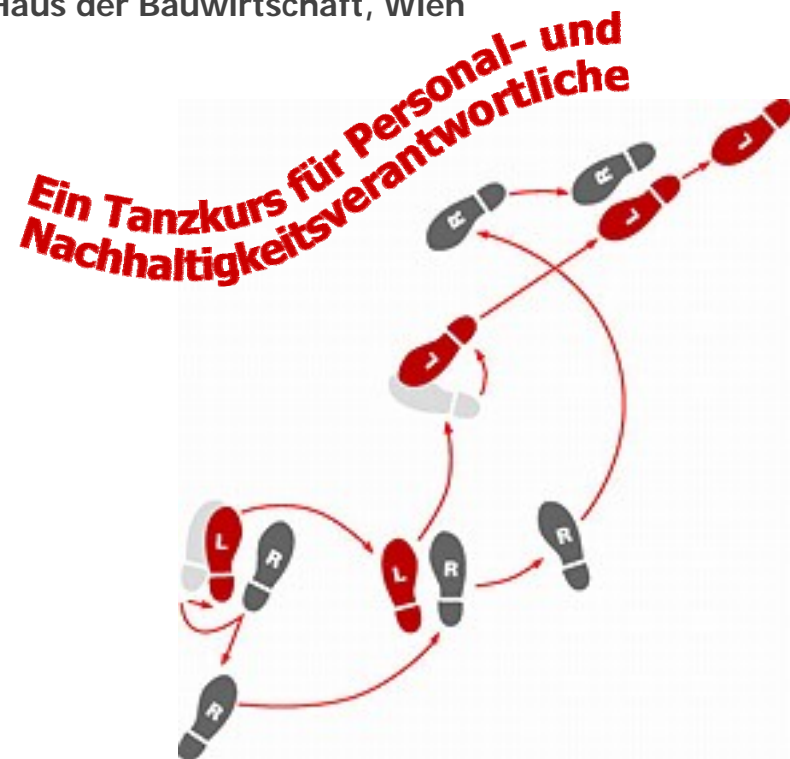 Haus der Bauwirtschaft, Wien
Ein Tanzkurs für Personal- und
Nachhaltigkeitsverantwortliche
R
R
L
L
L
L
R
L
R
L
R
R